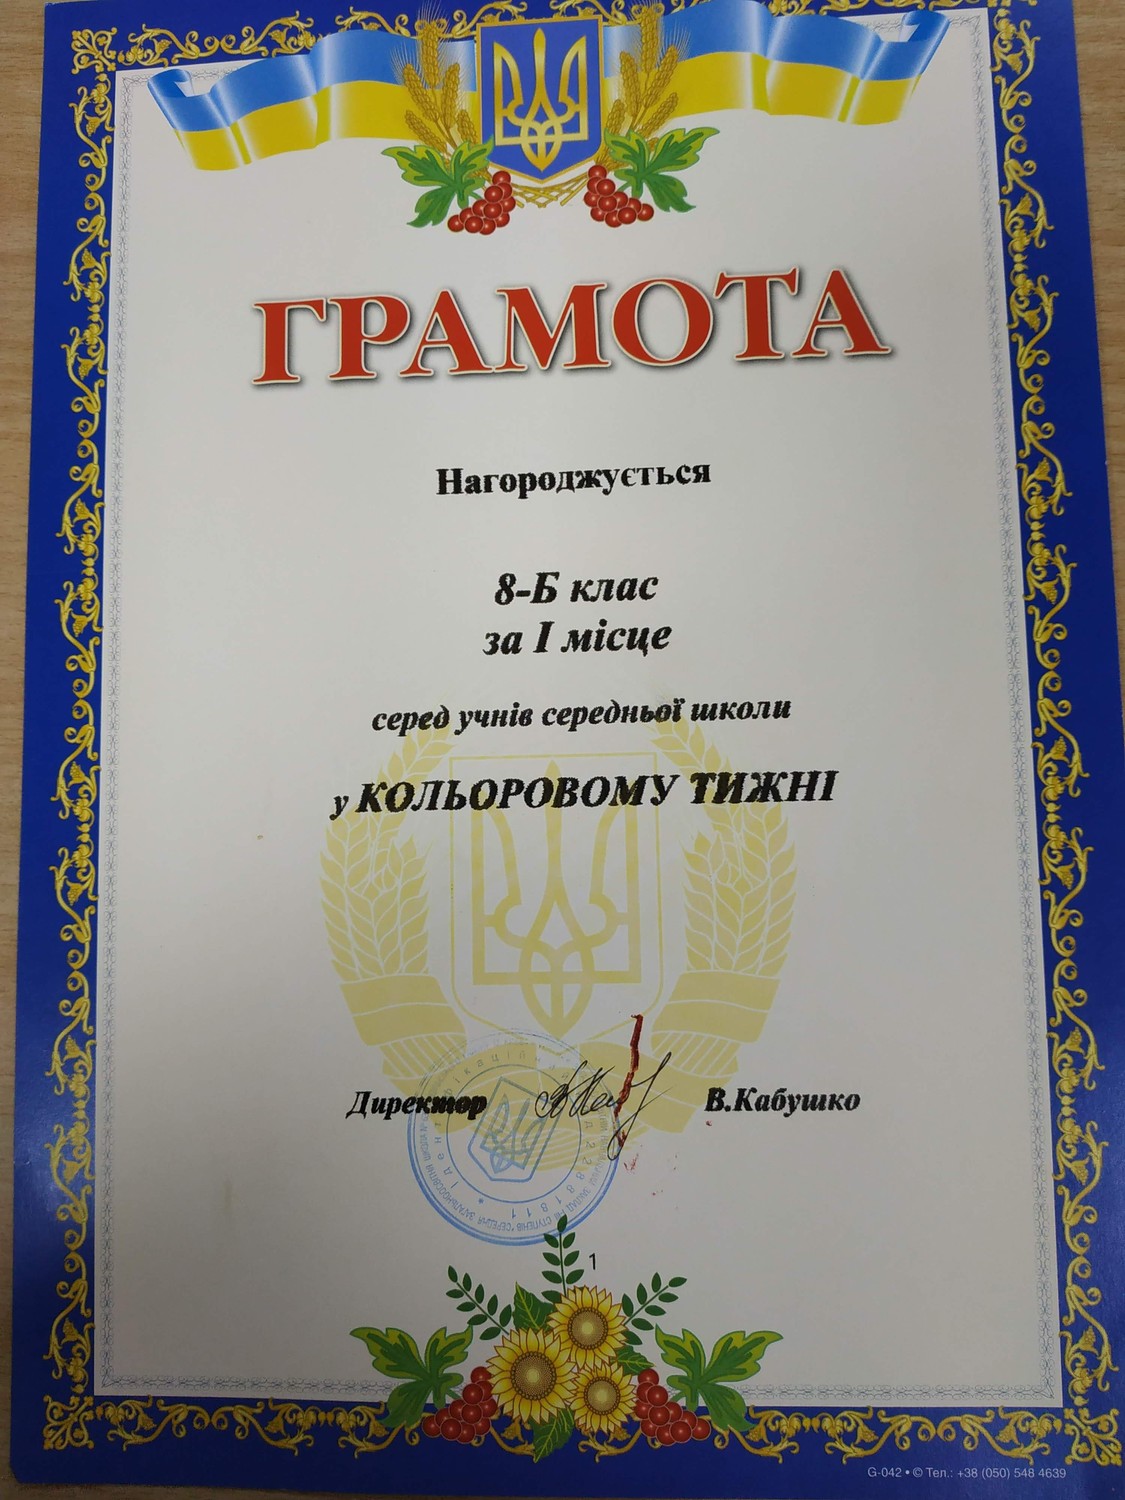 ГРАМОТА
Нагороджується
8-Б клас
за І місце
серед учнів середньої школи
у КОЛЬОРОВОМУ ТИЖНІ
Директор В.Кабушко
1
G-042 • © Тел.: +38 (050) 548 4639